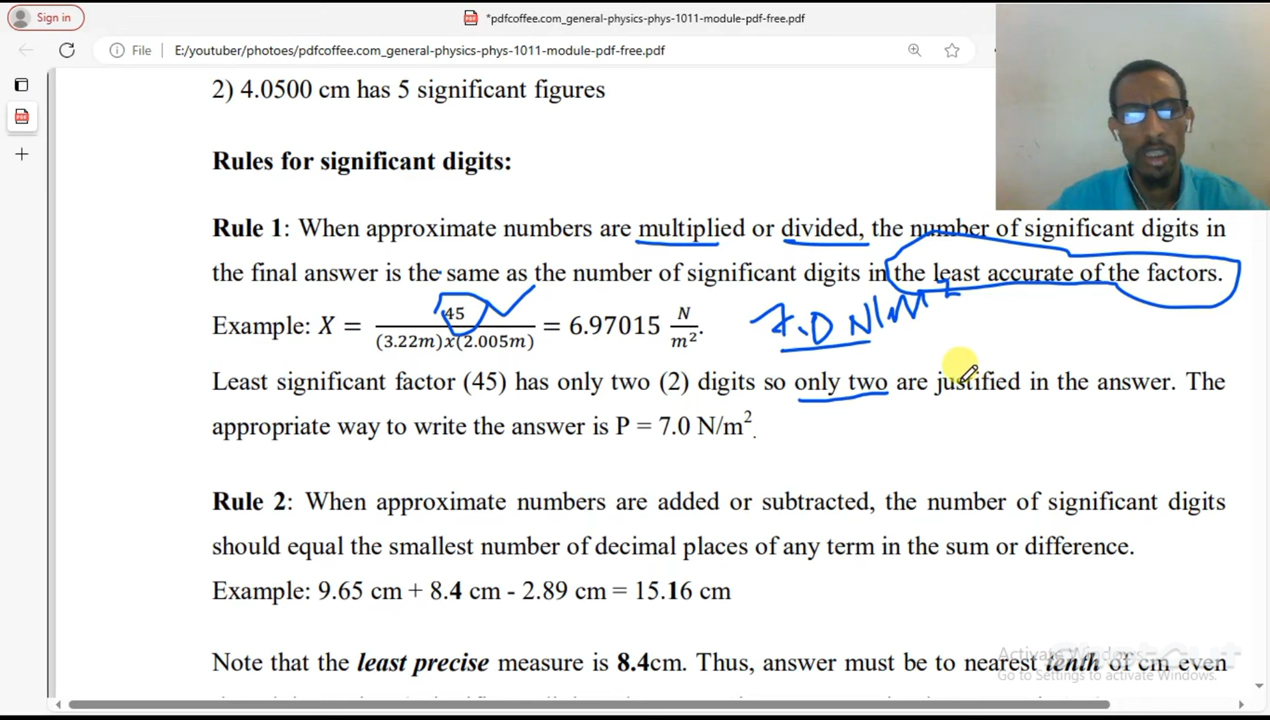 Sign in
*pdfcoffee.com_general-physics-phys-1011-module-pdf-free.pdf
File E:/youtuber/photoes/pdfcoffee.com_general-physics-phys-1011-module-pdf-free.pdf
2) 4.0500 cm has 5 significant figures
Rules for significant digits:
Rule 1: When approximate numbers are multiplied or divided, the number of significant digits in
the final answer is the same as the number of significant digits in the least accurate of the factors.
Example: X = 45 / (3.22m)x(2.005m) = 6.97015 N/m².
7.0 N/m²
Least significant factor (45) has only two (2) digits so only two are justified in the answer. The
appropriate way to write the answer is P = 7.0 N/m².
Rule 2: When approximate numbers are added or subtracted, the number of significant digits
should equal the smallest number of decimal places of any term in the sum or difference.
Example: 9.65 cm + 8.4 cm - 2.89 cm = 15.16 cm
Note that the least precise measure is 8.4cm. Thus, answer must be to nearest tenth of cm even
Activate Windows
Go to Settings to activate Windows.